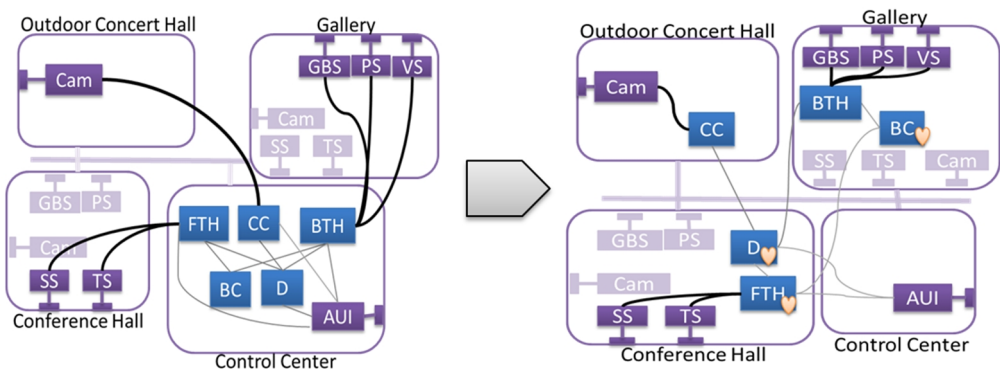 Outdoor Concert Hall
Cam
Gallery
GBS PS VS
Cam
SS TS
GBS PS
Cam
SS TS
Conference Hall
FTH CC BTH
BC D
AUI
Control Center
Outdoor Concert Hall
Cam
CC
Gallery
GBS PS VS
BTH
BC
SS TS Cam
GBS PS
D
Cam
FTH
SS TS
Conference Hall
AUI
Control Center